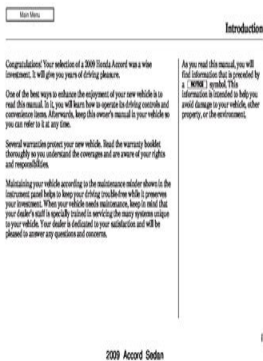 Main Menu
Introduction
Congratulations! Your selection of a 2009 Honda Accord was a wise
investment. It will give you years of driving pleasure.
One of the best ways to enhance the enjoyment of your new vehicle is to
read this manual. In it, you will learn how to operate its driving controls and
convenience items. Afterwards, keep this owner's manual in your vehicle so
you can refer to it at any time.
Several warranties protect your new vehicle. Read the warranty booklet
thoroughly so you understand the coverages and are aware of your rights
and responsibilities.
Maintaining your vehicle according to the maintenance minder shown in the
instrument panel helps to keep your driving trouble-free while it preserves
your investment. When your vehicle needs maintenance, keep in mind that
your dealer's staff is specially trained in servicing the many systems unique
to your vehicle. Your dealer is dedicated to your satisfaction and will be
pleased to answer any questions and concerns.
As you read this manual, you will
find information that is preceded by
a NOTICE symbol. This
information is intended to help you
avoid damage to your vehicle, other
property, or the environment.
2009 Accord Sedan